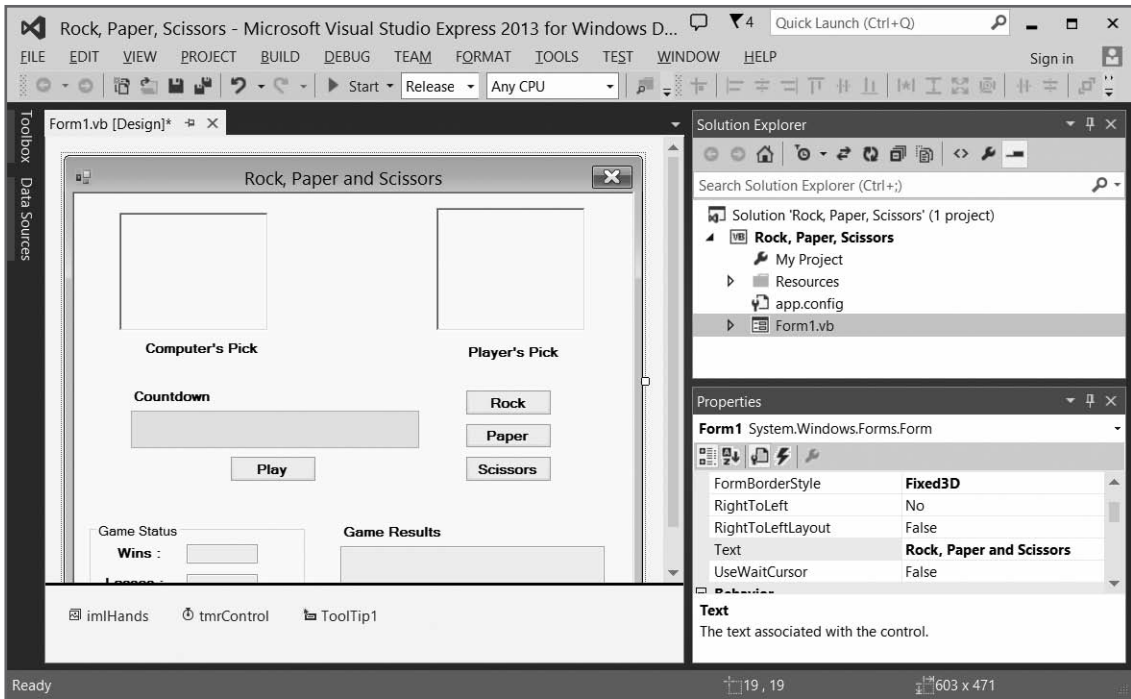 Rock, Paper, Scissors - Microsoft Visual Studio Express 2013 for Windows D...
4
Quick Launch (Ctrl+Q)
FILE EDIT VIEW PROJECT BUILD DEBUG TEAM FORMAT TOOLS TEST WINDOW HELP
Sign in
Start
Release
Any CPU
Toolbox
Data Sources
Form1.vb [Design]*
Rock, Paper and Scissors
Computer's Pick
Player's Pick
Countdown
Rock
Paper
Play
Scissors
Game Status
Game Results
Wins :
Losses :
imlHands
tmrControl
ToolTip1
Solution Explorer
Search Solution Explorer (Ctrl+;)
Solution 'Rock, Paper, Scissors' (1 project)
VB Rock, Paper, Scissors
My Project
Resources
app.config
Form1.vb
Properties
Form1 System.Windows.Forms.Form
FormBorderStyle Fixed3D
RightToLeft No
RightToLeftLayout False
Text Rock, Paper and Scissors
UseWaitCursor False
Behavior
Text
The text associated with the control.
Ready
19 , 19
603 x 471